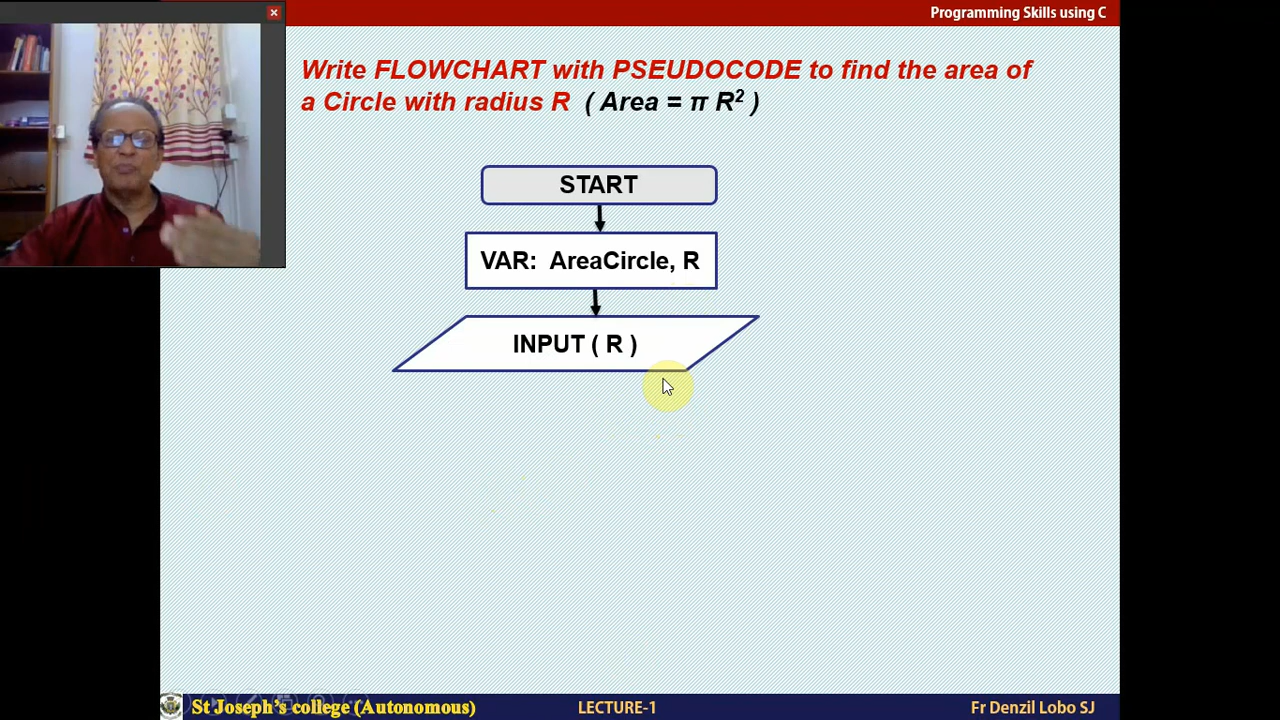 Programming Skills using C
Write FLOWCHART with PSEUDOCODE to find the area of
a Circle with radius R ( Area = π R² )
START
VAR: AreaCircle, R
INPUT ( R )
St Joseph's college (Autonomous) LECTURE-1 Fr Denzil Lobo SJ